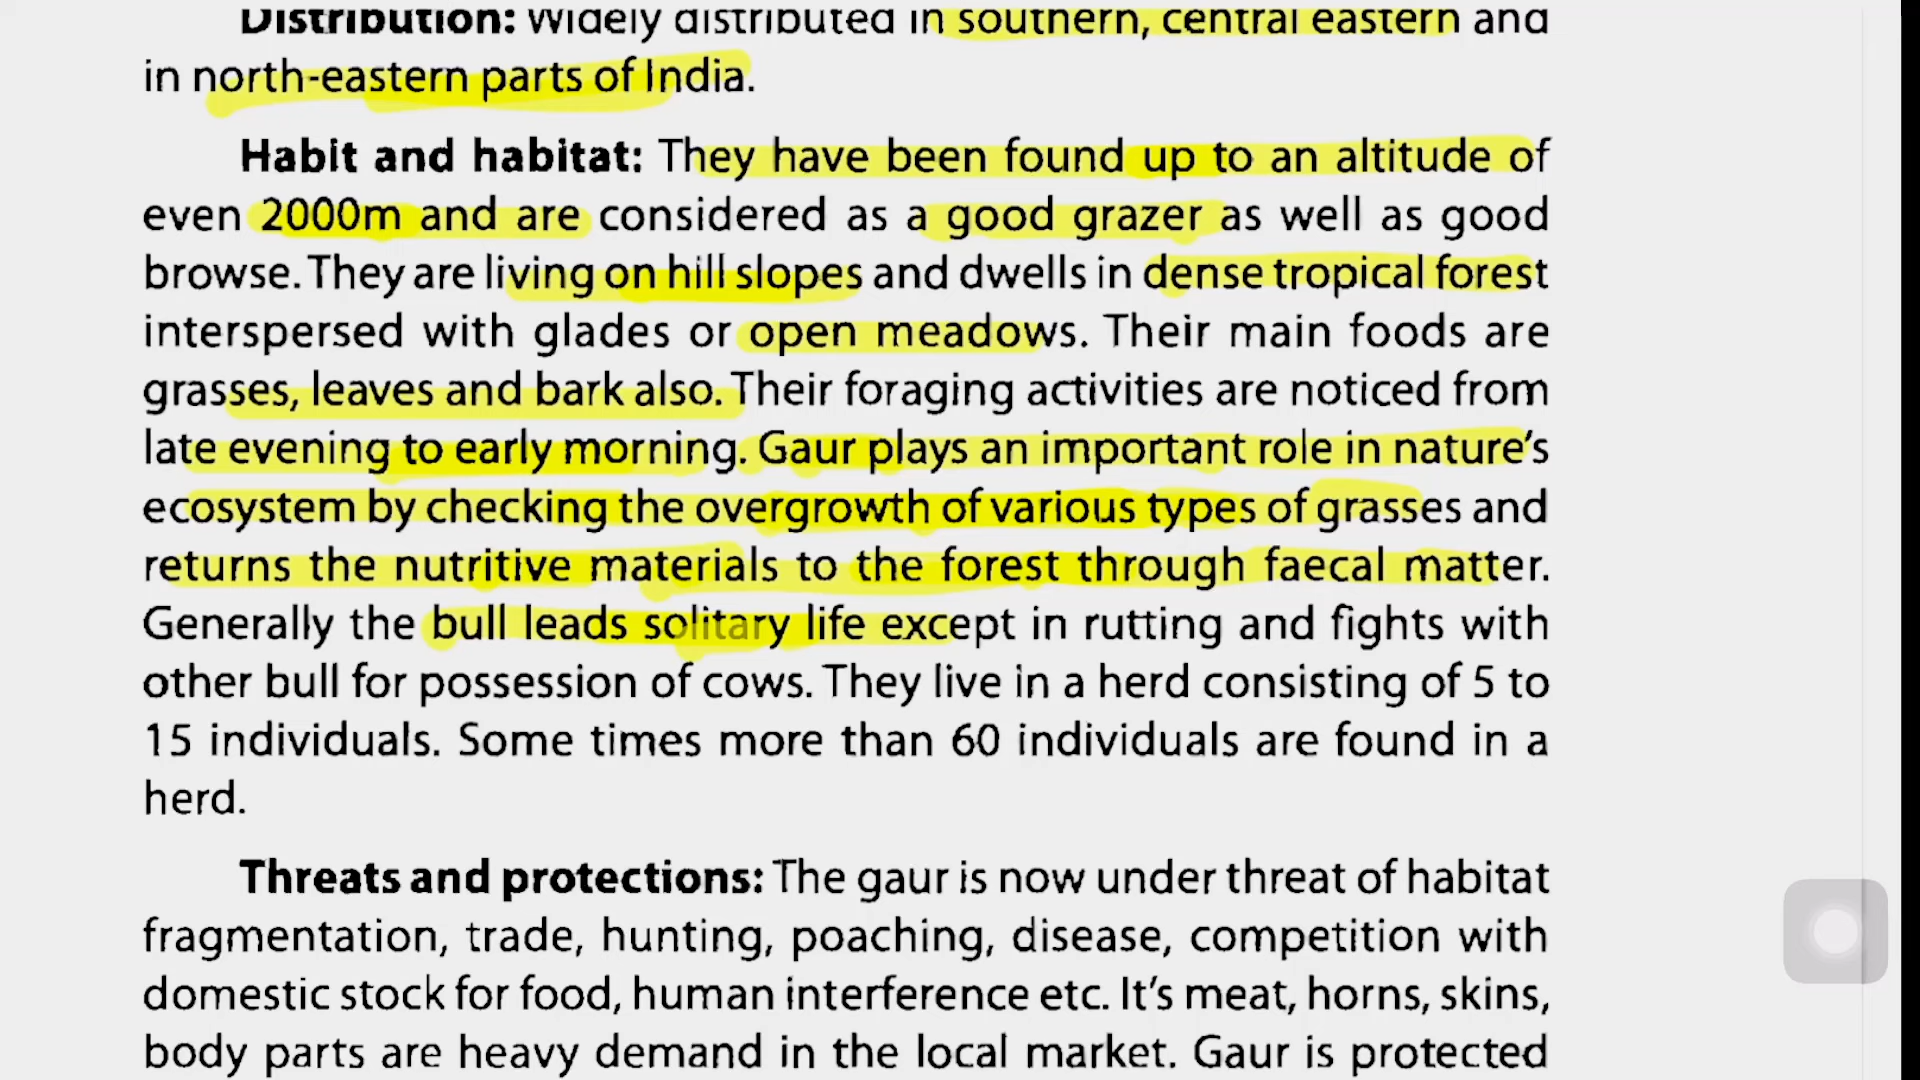 Distribution: Widely distributed in southern, central eastern and
in north-eastern parts of India.
Habit and habitat: They have been found up to an altitude of
even 2000m and are considered as a good grazer as well as good
browse. They are living on hill slopes and dwells in dense tropical forest
interspersed with glades or open meadows. Their main foods are
grasses, leaves and bark also. Their foraging activities are noticed from
late evening to early morning. Gaur plays an important role in nature's
ecosystem by checking the overgrowth of various types of grasses and
returns the nutritive materials to the forest through faecal matter.
Generally the bull leads solitary life except in rutting and fights with
other bull for possession of cows. They live in a herd consisting of 5 to
15 individuals. Some times more than 60 individuals are found in a
herd.
Threats and protections: The gaur is now under threat of habitat
fragmentation, trade, hunting, poaching, disease, competition with
domestic stock for food, human interference etc. It's meat, horns, skins,
body parts are heavy demand in the local market. Gaur is protected